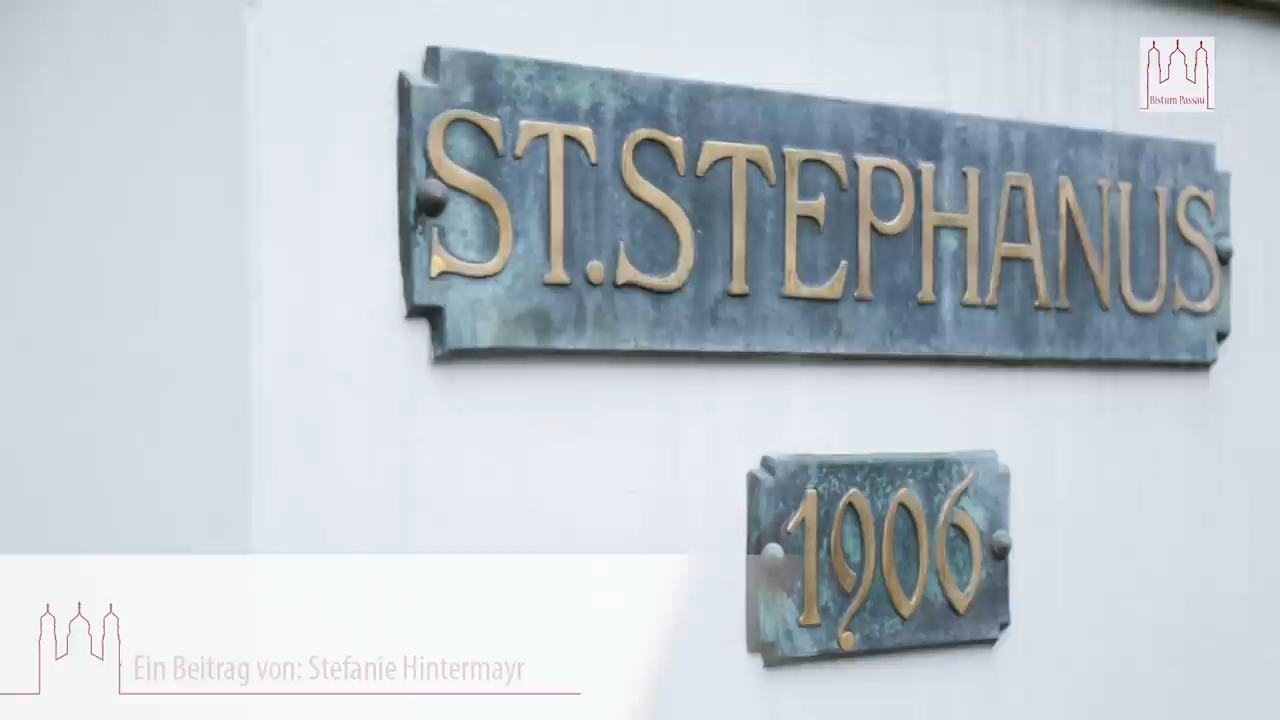 Bistum Passau
ST. STEPHANUS
1906
Ein Beitrag von: Stefanie Hintermayr